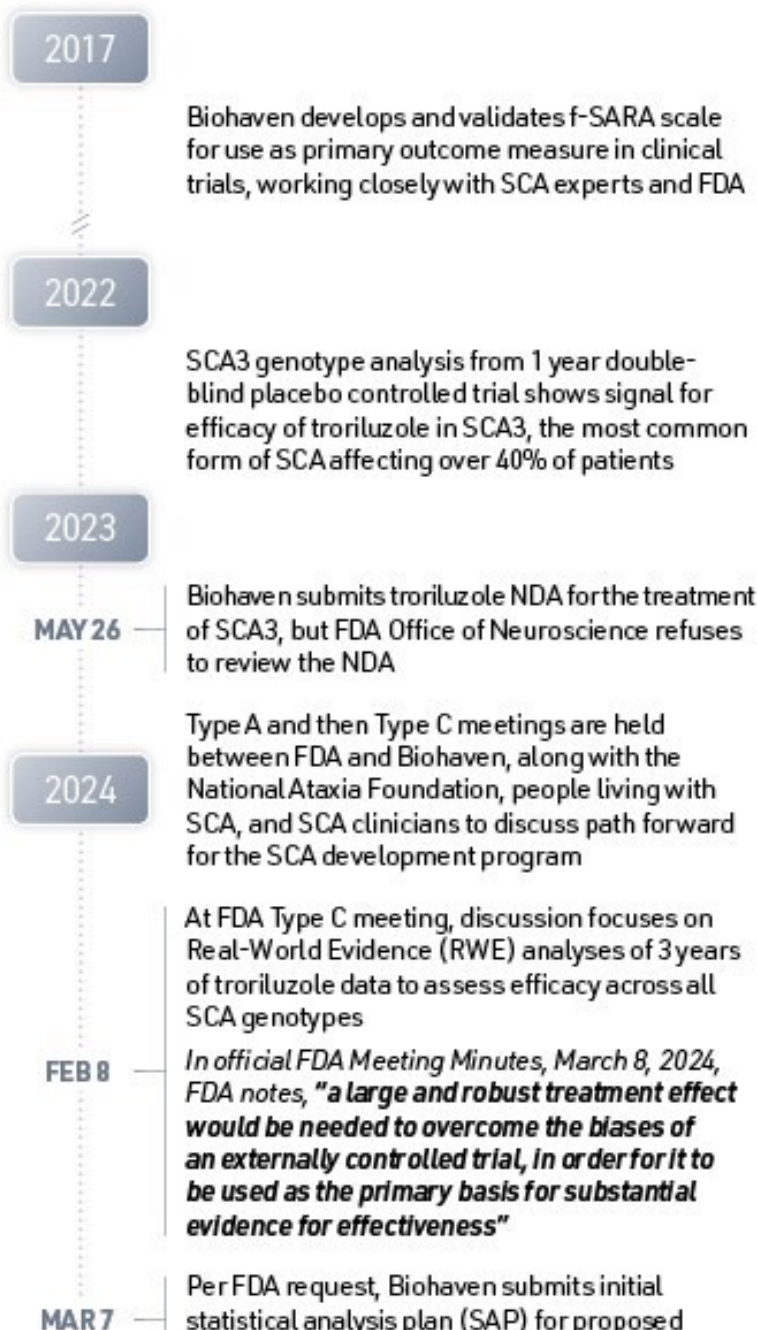 2017
Biohaven develops and validates f-SARA scale
for use as primary outcome measure in clinical
trials, working closely with SCA experts and FDA
2022
SCA3 genotype analysis from 1 year double-
blind placebo controlled trial shows signal for
efficacy of troriluzole in SCA3, the most common
form of SCA affecting over 40% of patients
2023
MAY 26
Biohaven submits troriluzole NDA for the treatment
of SCA3, but FDA Office of Neuroscience refuses
to review the NDA
2024
Type A and then Type C meetings are held
between FDA and Biohaven, along with the
National Ataxia Foundation, people living with
SCA, and SCA clinicians to discuss path forward
for the SCA development program
FEB 8
At FDA Type C meeting, discussion focuses on
Real-World Evidence (RWE) analyses of 3 years
of troriluzole data to assess efficacy across all
SCA genotypes
In official FDA Meeting Minutes, March 8, 2024,
FDA notes, "a large and robust treatment effect
would be needed to overcome the biases of
an externally controlled trial, in order for it to
be used as the primary basis for substantial
evidence for effectiveness"
MAR 7
Per FDA request, Biohaven submits initial
statistical analysis plan (SAP) for proposed